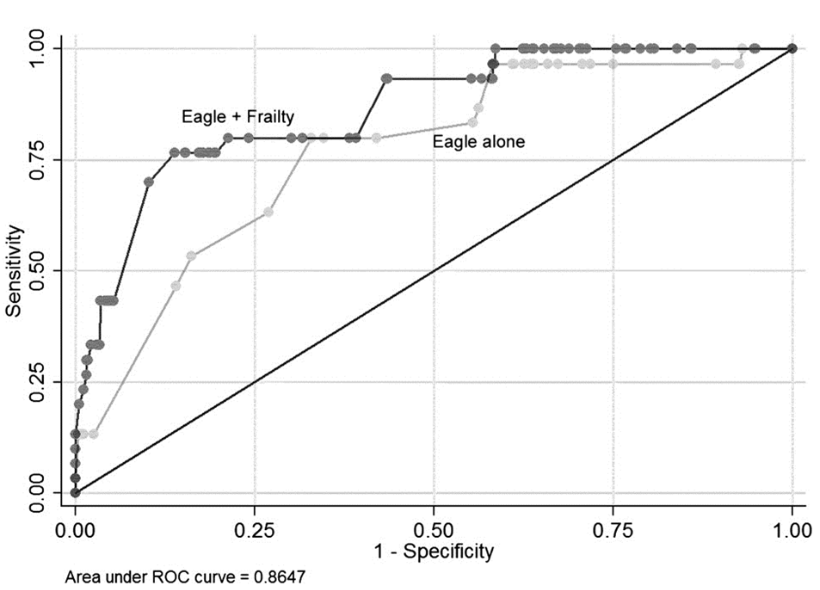 1.00
Eagle + Frailty
Eagle alone
0.75
Sensitivity
0.50
0.25
0.00
0.00 0.25 0.50 0.75 1.00
1 - Specificity
Area under ROC curve = 0.8647